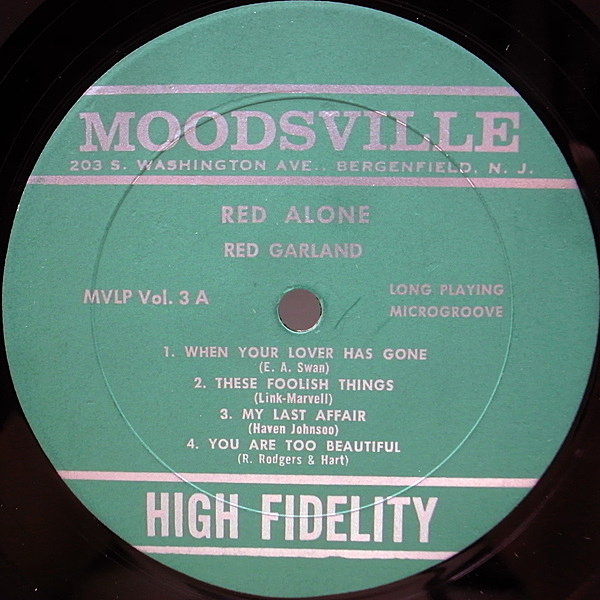 MOODSVILLE
203 S. WASHINGTON AVE., BERGENFIELD, N. J.
RED ALONE
RED GARLAND
MVLP Vol. 3 A
LONG PLAYING
MICROGROOVE
1. WHEN YOUR LOVER HAS GONE
(E. A. Swan)
2. THESE FOOLISH THINGS
(Link-Marvell)
3. MY LAST AFFAIR
(Haven Johnsoo)
4. YOU ARE TOO BEAUTIFUL
(R. Rodgers & Hart)
HIGH FIDELITY